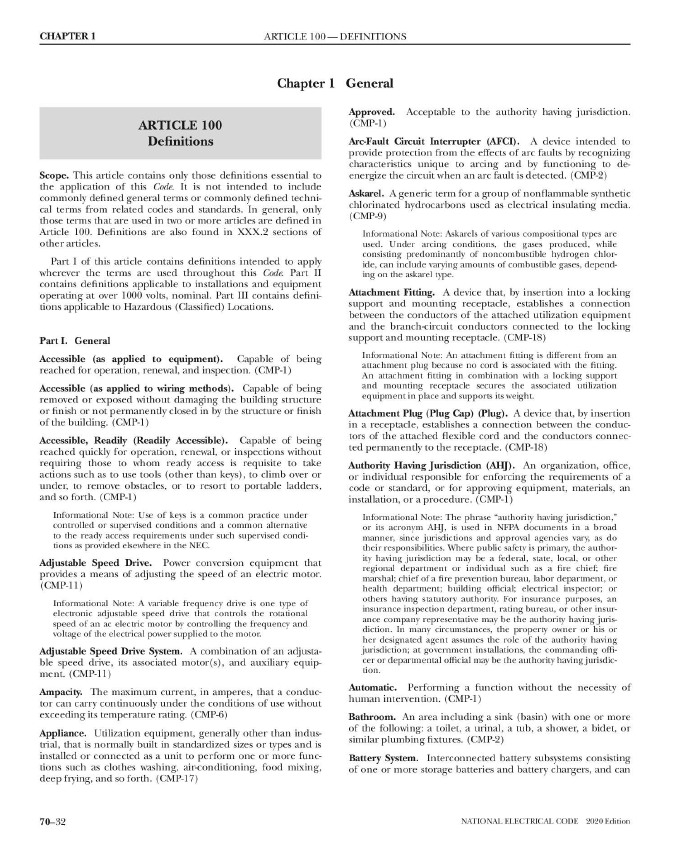 CHAPTER 1
ARTICLE 100 — DEFINITIONS
Chapter 1 General
ARTICLE 100
Definitions
Scope. This article contains only those definitions essential to
the application of this Code. It is not intended to include
commonly defined general terms or commonly defined techni-
cal terms from related codes and standards. In general, only
those terms that are used in two or more articles are defined in
Article 100. Definitions are also found in XXX.2 sections of
other articles.
Part I of this article contains definitions intended to apply
wherever the terms are used throughout this Code. Part II
contains definitions applicable to installations and equipment
operating at over 1000 volts, nominal. Part III contains defini-
tions applicable to Hazardous (Classified) Locations.
Part I. General
Accessible (as applied to equipment). Capable of being
reached for operation, renewal, and inspection. (CMP-1)
Accessible (as applied to wiring methods). Capable of being
removed or exposed without damaging the building structure
or finish or not permanently closed in by the structure or finish
of the building. (CMP-1)
Accessible, Readily (Readily Accessible). Capable of being
reached quickly for operation, renewal, or inspections without
requiring those to whom ready access is requisite to take
actions such as to use tools (other than keys), to climb over or
under, to remove obstacles, or to resort to portable ladders,
and so forth. (CMP-1)
Informational Note: Use of keys is a common practice under
controlled or supervised conditions and a common alternative
to the ready access requirements under such supervised condi-
tions as provided elsewhere in the NEC.
Adjustable Speed Drive. Power conversion equipment that
provides a means of adjusting the speed of an electric motor.
(CMP-11)
Informational Note: A variable frequency drive is one type of
electronic adjustable speed drive that controls the rotational
speed of an ac electric motor by controlling the frequency and
voltage of the electrical power supplied to the motor.
Adjustable Speed Drive System. A combination of an adjusta-
ble speed drive, its associated motor(s), and auxiliary equip-
ment. (CMP-11)
Ampacity. The maximum current, in amperes, that a conduc-
tor can carry continuously under the conditions of use without
exceeding its temperature rating. (CMP-6)
Appliance. Utilization equipment, generally other than indus-
trial, that is normally built in standardized sizes or types and is
installed or connected as a unit to perform one or more func-
tions such as clothes washing, air-conditioning, food mixing,
deep frying, and so forth. (CMP-17)
Approved. Acceptable to the authority having jurisdiction.
(CMP-1)
Arc-Fault Circuit Interrupter (AFCI). A device intended to
provide protection from the effects of arc faults by recognizing
characteristics unique to arcing and by functioning to de-
energize the circuit when an arc fault is detected. (CMP-2)
Askarel. A generic term for a group of nonflammable synthetic
chlorinated hydrocarbons used as electrical insulating media.
(CMP-9)
Informational Note: Askarels of various compositional types are
used. Under arcing conditions, the gases produced, while
consisting predominantly of noncombustible hydrogen chlor-
ide, can include varying amounts of combustible gases, depend-
ing on the askarel type.
Attachment Fitting. A device that, by insertion into a locking
support and mounting receptacle, establishes a connection
between the conductors of the attached utilization equipment
and the branch-circuit conductors connected to the locking
support and mounting receptacle. (CMP-18)
Informational Note: An attachment fitting is different from an
attachment plug because no cord is associated with the fitting.
An attachment fitting in combination with a locking support
and mounting receptacle secures the associated utilization
equipment in place and supports its weight.
Attachment Plug (Plug Cap) (Plug). A device that, by insertion
in a receptacle, establishes a connection between the conduc-
tors of the attached flexible cord and the conductors connec-
ted permanently to the receptacle. (CMP-18)
Authority Having Jurisdiction (AHJ). An organization, office,
or individual responsible for enforcing the requirements of a
code or standard, or for approving equipment, materials, an
installation, or a procedure. (CMP-1)
Informational Note: The phrase “authority having jurisdiction,”
or its acronym AHJ, is used in NFPA documents in a broad
manner, since jurisdictions and approval agencies vary, as do
their responsibilities. Where public safety is primary, the author-
ity having jurisdiction may be a federal, state, local, or other
regional department or individual such as a fire chief; fire
marshal; chief of a fire prevention bureau, labor department, or
health department; building official; electrical inspector; or
others having statutory authority. For insurance purposes, an
insurance inspection department, rating bureau, or other insur-
ance company representative may be the authority having juris-
diction. In many circumstances, the property owner or his or
her designated agent assumes the role of the authority having
jurisdiction; at government installations, the commanding offi-
cer or departmental official may be the authority having jurisdic-
tion.
Automatic. Performing a function without the necessity of
human intervention. (CMP-1)
Bathroom. An area including a sink (basin) with one or more
of the following: a toilet, a urinal, a tub, a shower, a bidet, or
similar plumbing fixtures. (CMP-2)
Battery System. Interconnected battery subsystems consisting
of one or more storage batteries and battery chargers, and can
70–32
NATIONAL ELECTRICAL CODE 2020 Edition